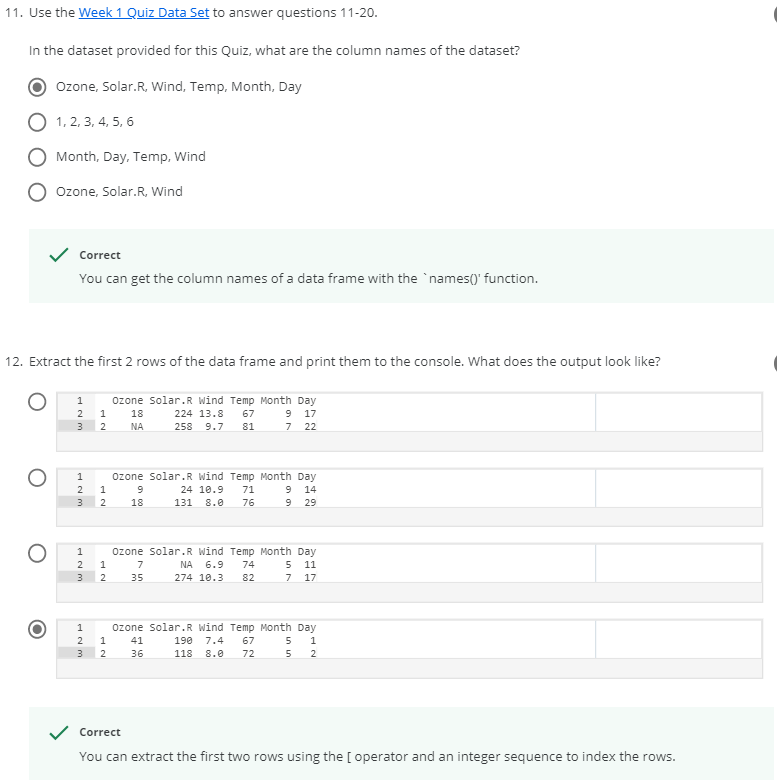 11. Use the Week 1 Quiz Data Set to answer questions 11-20.
In the dataset provided for this Quiz, what are the column names of the dataset?
Ozone, Solar.R, Wind, Temp, Month, Day
1, 2, 3, 4, 5, 6
Month, Day, Temp, Wind
Ozone, Solar.R, Wind
Correct
You can get the column names of a data frame with the `names()' function.
12. Extract the first 2 rows of the data frame and print them to the console. What does the output look like?
1 Ozone Solar.R Wind Temp Month Day
2 1 18 224 13.8 67 9 17
3 2 NA 258 9.7 81 7 22
1 Ozone Solar.R Wind Temp Month Day
2 1 9 24 10.9 71 9 14
3 2 18 131 8.0 76 9 29
1 Ozone Solar.R Wind Temp Month Day
2 1 7 NA 6.9 74 5 11
3 2 35 274 10.3 82 7 17
1 Ozone Solar.R Wind Temp Month Day
2 1 41 190 7.4 67 5 1
3 2 36 118 8.0 72 5 2
Correct
You can extract the first two rows using the [ operator and an integer sequence to index the rows.